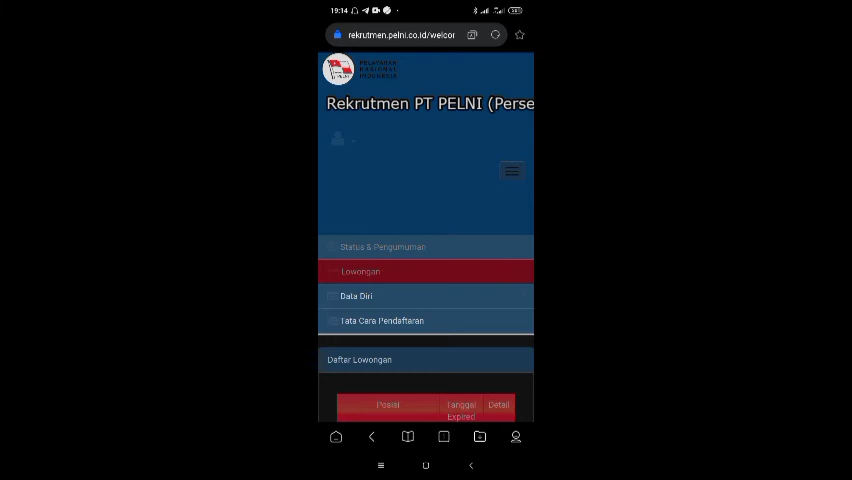 19:14
rekrutmen.pelni.co.id/welcor
PELAYARAN
NASIONAL
INDONESIA
PELNI
Rekrutmen PT PELNI (Perse
Status & Pengumuman
Lowongan
Data Diri
Tata Cara Pendaftaran
Daftar Lowongan
Posisi
Tanggal
Expired
Detail